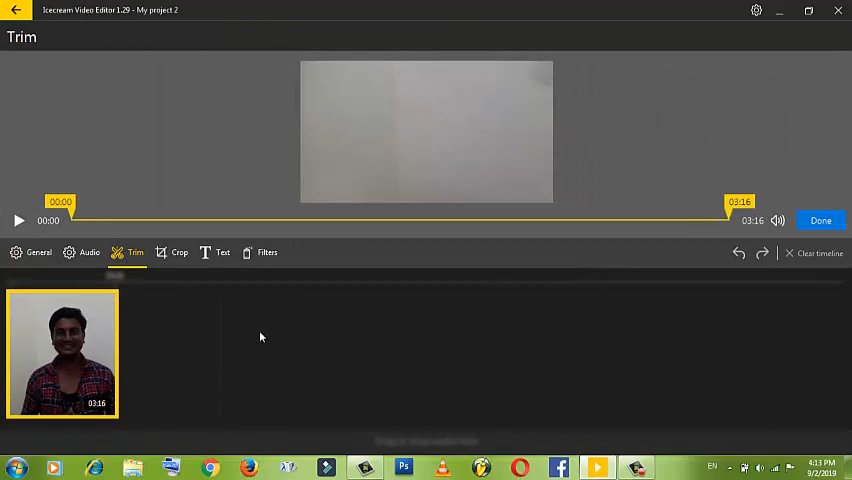 Icecream Video Editor 1.29 - My project 2
Trim
00:00
03:16
00:00
03:16
Done
General
Audio
Trim
Crop
Text
Filters
Clear timeline
03:16
Ps
EN
4:13 PM
9/2/2019